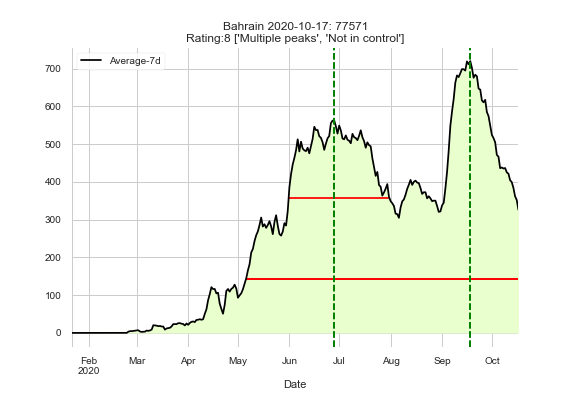 Bahrain 2020-10-17: 77571
Rating:8 ['Multiple peaks', 'Not in control']
Average-7d
700
600
500
400
300
200
100
0
Feb Mar Apr May Jun Jul Aug Sep Oct
2020
Date